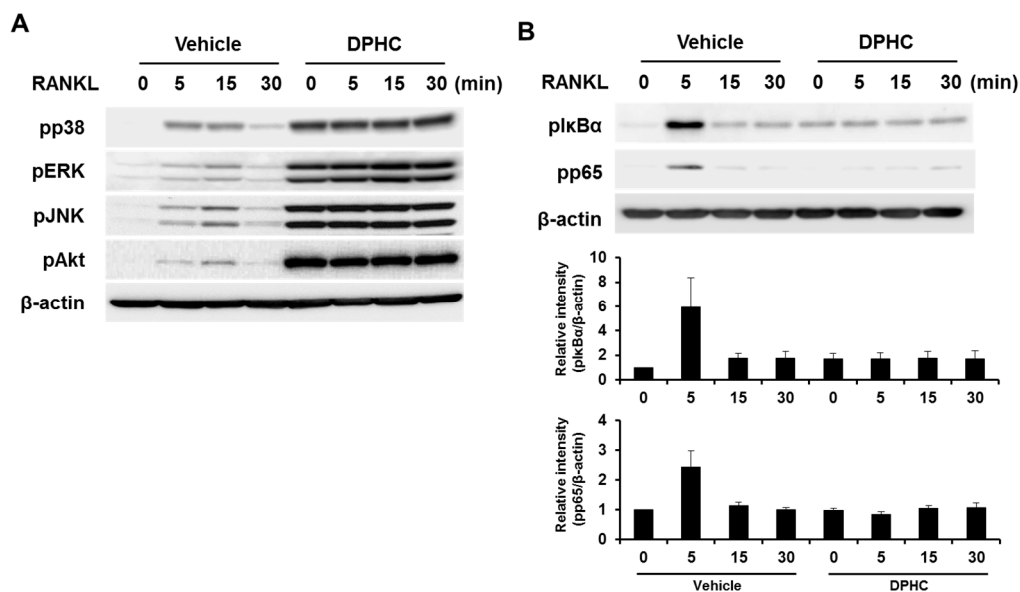 A
Vehicle DPHC
RANKL 0 5 15 30 0 5 15 30 (min)
pp38
pERK
pJNK
pAkt
β-actin
B
Vehicle DPHC
RANKL 0 5 15 30 0 5 15 30 (min)
pIκBα
pp65
β-actin
Relative intensity
(pIκBα/β-actin)
10
8
6
4
2
0
0 5 15 30 0 5 15 30
Relative intensity
(pp65/β-actin)
4
3
2
1
0
0 5 15 30 0 5 15 30
Vehicle DPHC